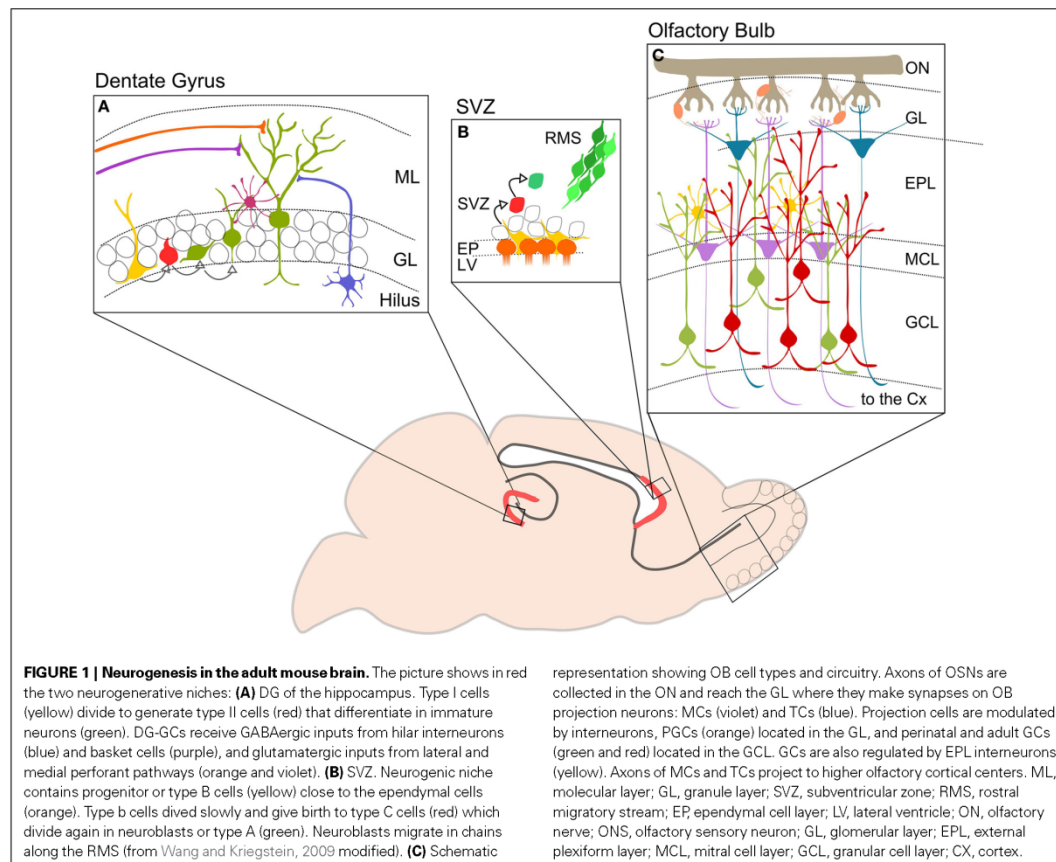 Olfactory Bulb
Dentate Gyrus
SVZ
A
ML
GL
Hilus
B
RMS
SVZ
EP
LV
C
ON
GL
EPL
MCL
GCL
to the Cx
FIGURE 1 | Neurogenesis in the adult mouse brain. The picture shows in red
the two neurogenerative niches: (A) DG of the hippocampus. Type I cells
(yellow) divide to generate type II cells (red) that differentiate in immature
neurons (green). DG-GCs receive GABAergic inputs from hilar interneurons
(blue) and basket cells (purple), and glutamatergic inputs from lateral and
medial perforant pathways (orange and violet). (B) SVZ. Neurogenic niche
contains progenitor or type B cells (yellow) close to the ependymal cells
(orange). Type b cells dived slowly and give birth to type C cells (red) which
divide again in neuroblasts or type A (green). Neuroblasts migrate in chains
along the RMS (from Wang and Kriegstein, 2009 modified). (C) Schematic
representation showing OB cell types and circuitry. Axons of OSNs are
collected in the ON and reach the GL where they make synapses on OB
projection neurons: MCs (violet) and TCs (blue). Projection cells are modulated
by interneurons, PGCs (orange) located in the GL, and perinatal and adult GCs
(green and red) located in the GCL. GCs are also regulated by EPL interneurons
(yellow). Axons of MCs and TCs project to higher olfactory cortical centers. ML,
molecular layer; GL, granule layer; SVZ, subventricular zone; RMS, rostral
migratory stream; EP, ependymal cell layer; LV, lateral ventricle; ON, olfactory
nerve; ONS, olfactory sensory neuron; GL, glomerular layer; EPL, external
plexiform layer; MCL, mitral cell layer; GCL, granular cell layer; CX, cortex.